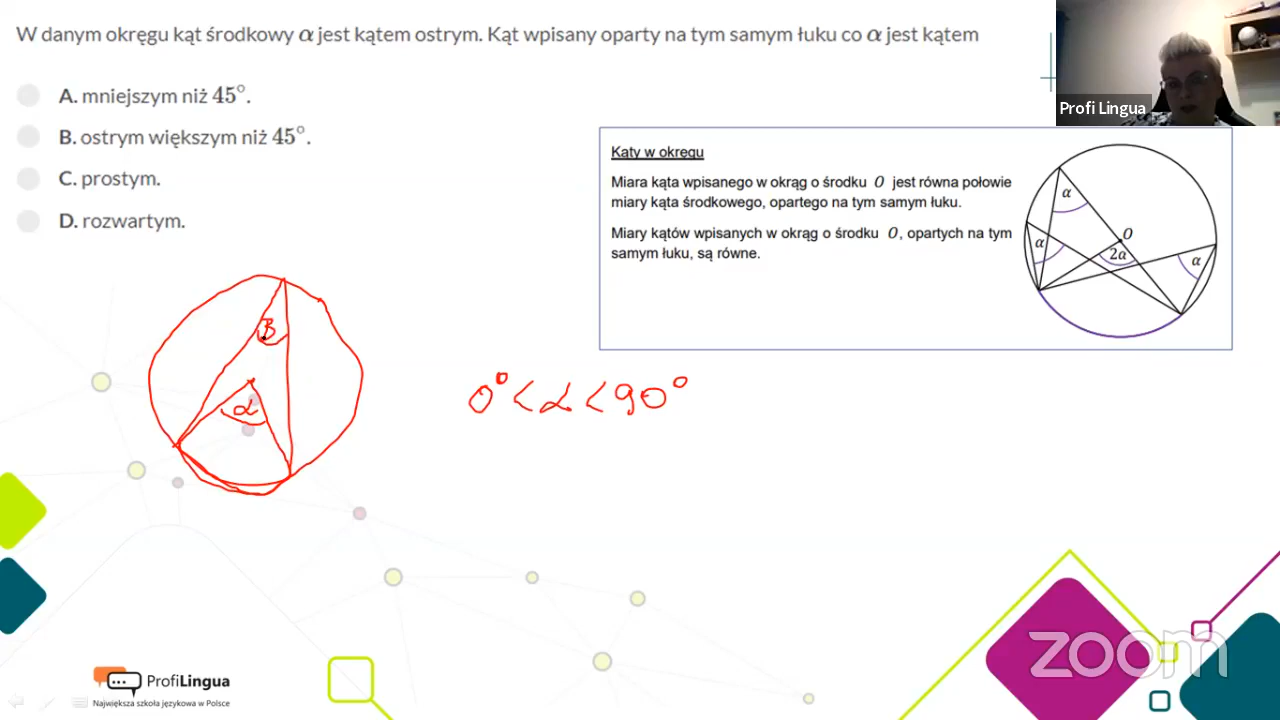 W danym okręgu kąt środkowy α jest kątem ostrym. Kąt wpisany oparty na tym samym łuku co α jest kątem
A. mniejszym niż 45°.
B. ostrym większym niż 45°.
C. prostym.
D. rozwartym.
Profi Lingua
Katy w okręgu
Miara kąta wpisanego w okrąg o środku O jest równa połowie
miary kąta środkowego, opartego na tym samym łuku.
Miary kątów wpisanych w okrąg o środku O, opartych na tym
samym łuku, są równe.
α
O
α
2α
α
B
α
0° < α < 90°
ProfiLingua
Największa szkoła językowa w Polsce
zoom